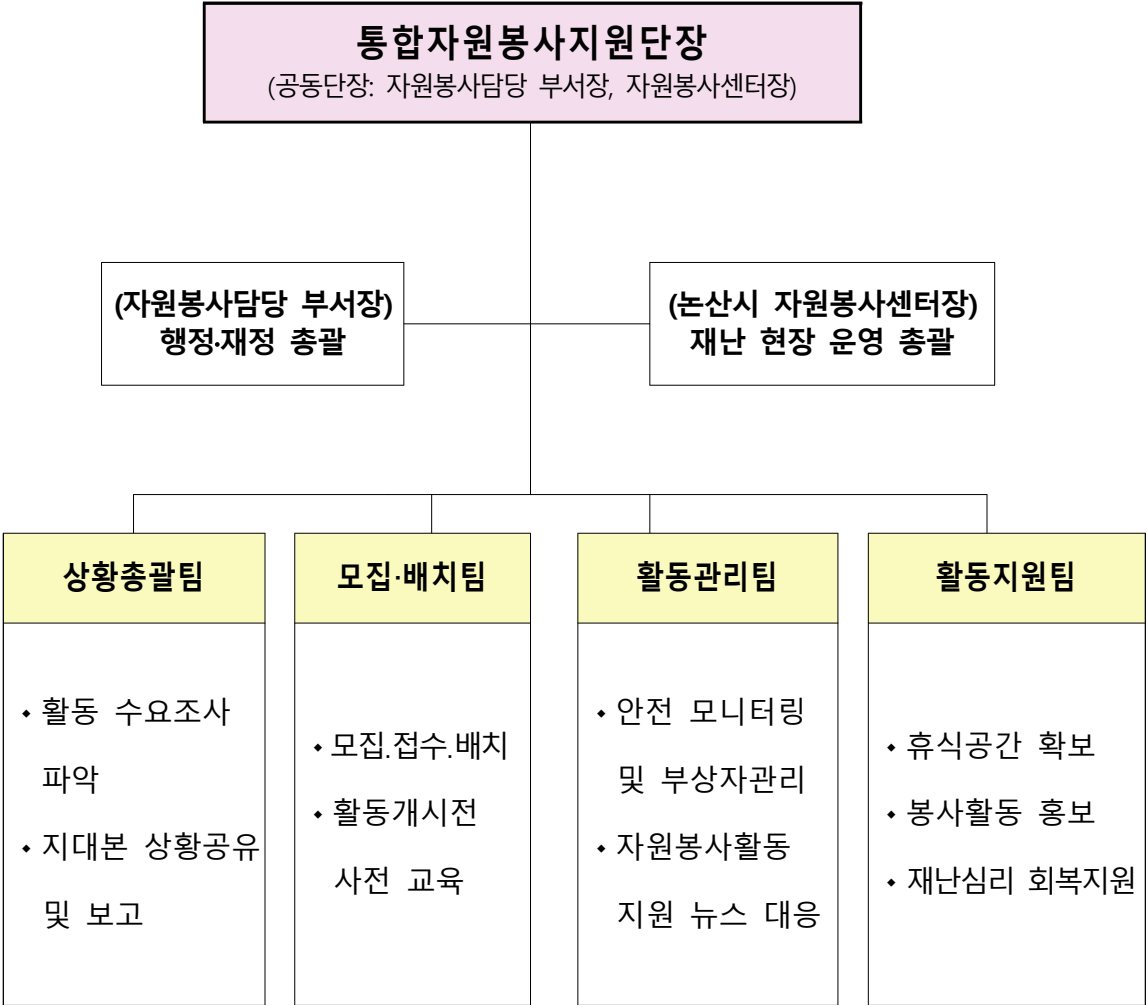 통합자원봉사지원단장
(공동단장: 자원봉사담당 부서장, 자원봉사센터장)
(자원봉사담당 부서장)
행정·재정 총괄
(논산시 자원봉사센터장)
재난 현장 운영 총괄
상황총괄팀
⬩ 활동 수요조사
파악
⬩ 지대본 상황공유
및 보고
모집·배치팀
⬩ 모집.접수.배치
⬩ 활동개시전
사전 교육
활동관리팀
⬩ 안전 모니터링
및 부상자관리
⬩ 자원봉사활동
지원 뉴스 대응
활동지원팀
⬩ 휴식공간 확보
⬩ 봉사활동 홍보
⬩ 재난심리 회복지원